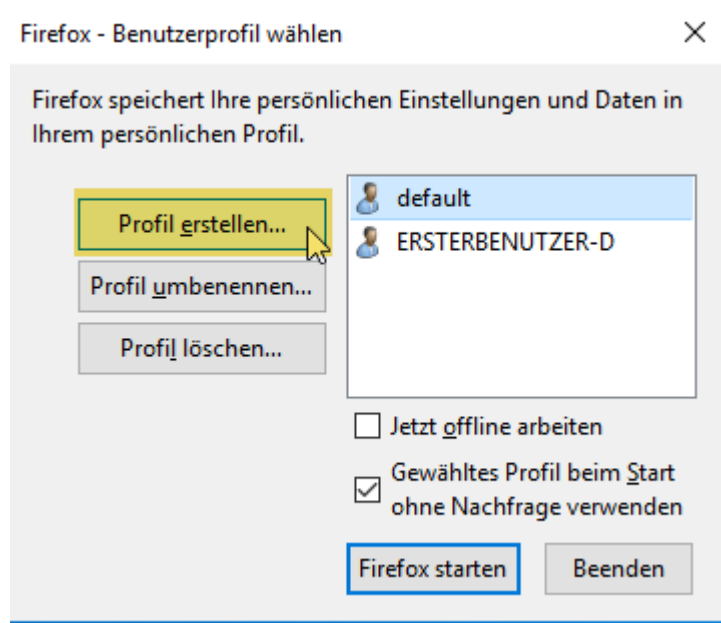 Firefox - Benutzerprofil wählen
Firefox speichert Ihre persönlichen Einstellungen und Daten in
Ihrem persönlichen Profil.
Profil erstellen...
Profil umbenennen...
Profil löschen...
default
ERSTERBENUTZER-D
Jetzt offline arbeiten
Gewähltes Profil beim Start
ohne Nachfrage verwenden
Firefox starten
Beenden